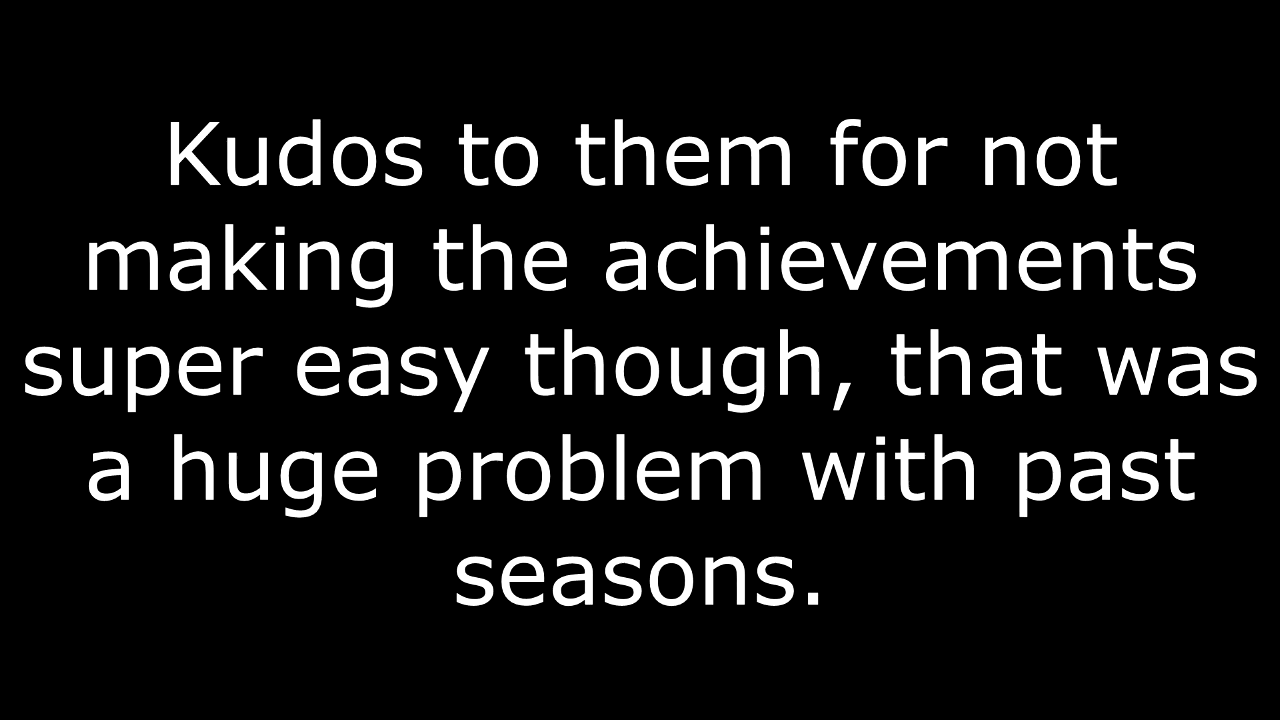 Kudos to them for not
making the achievements
super easy though, that was
a huge problem with past
seasons.